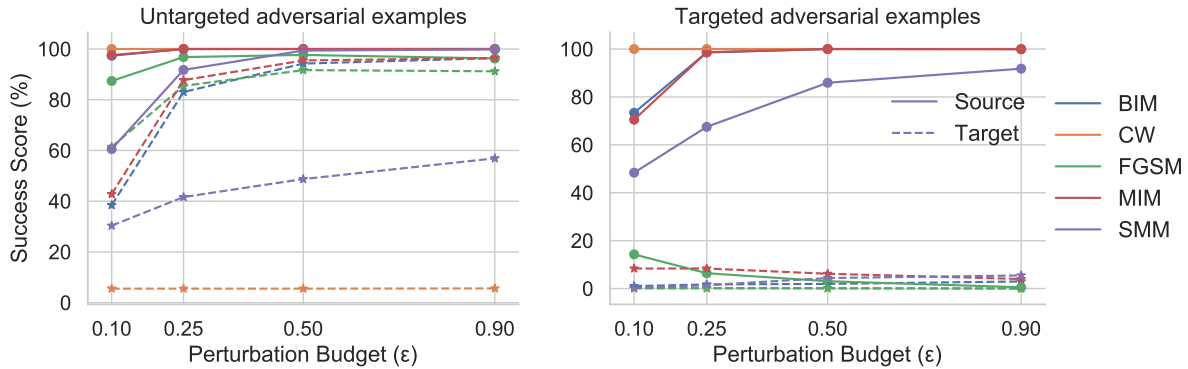 Untargeted adversarial examples
Success Score (%)
100
80
60
40
20
0
0.10 0.25 0.50 0.90
Perturbation Budget (ε)
Targeted adversarial examples
100
80
60
40
20
0
0.10 0.25 0.50 0.90
Perturbation Budget (ε)
Source
Target
BIM
CW
FGSM
MIM
SMM